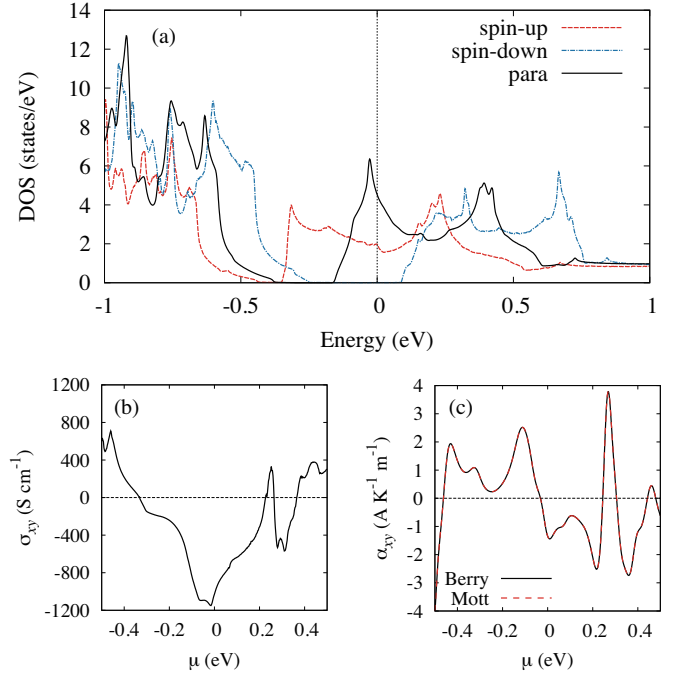 14
12
10
8
6
4
2
0
DOS (states/eV)
(a)
spin-up
spin-down
para
-1 -0.5 0 0.5 1
Energy (eV)
1200
800
400
0
-400
-800
-1200
σxy (S cm⁻¹)
(b)
-0.4 -0.2 0 0.2 0.4
μ (eV)
4
3
2
1
0
-1
-2
-3
-4
αxy (A K⁻¹ m⁻¹)
(c)
Berry
Mott
-0.4 -0.2 0 0.2 0.4
μ (eV)